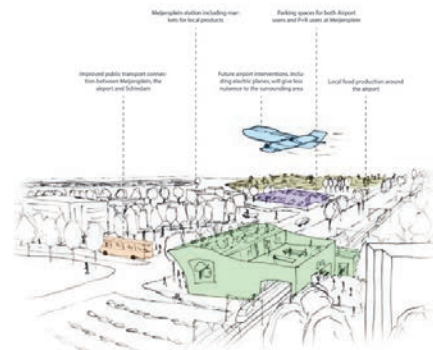 Meijersplein station including mar-
kets for local products
Parking spaces for both Airport
users and P+R users at Meijersplein
Improved public transport connec-
tion between Meijersplein, the
airport and Schiedam
Future airport interventions, inclu-
ding electric planes, will give less
nuisance to the surrounding area
Local food production around
the airport